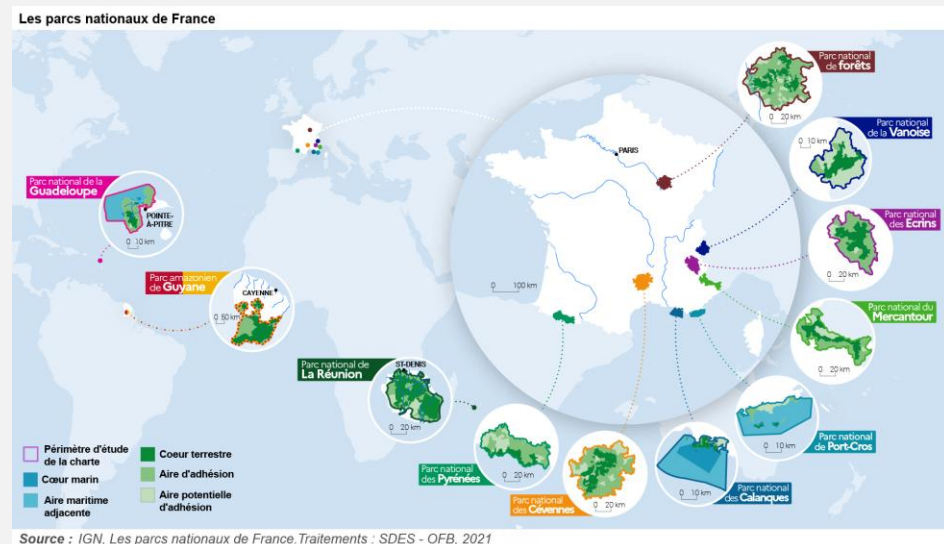 Les parcs nationaux de France
Parc national
de forêts
0 20 km
Parc national
de la Vanoise
0 10 km
PARIS
Parc national de la
Guadeloupe
POINTE-
À-PITRE
0 10 km
Parc national
des Ecrins
0 20 km
Parc amazonien
de Guyane
CAYENNE
0 50 km
0 100 km
Parc national du
Mercantour
0 20 km
Parc national de
La Réunion
ST-DENIS
0 20 km
Parc national
de Port-Cros
0 10 km
Parc national
des Pyrénées
0 20 km
Parc national
des Cévennes
0 20 km
Parc national
des Calanques
0 10 km
Périmètre d'étude
de la charte
Cœur marin
Aire maritime
adjacente
Coeur terrestre
Aire d'adhésion
Aire potentielle
d'adhésion
Source : IGN, Les parcs nationaux de France.Traitements : SDES - OFB, 2021